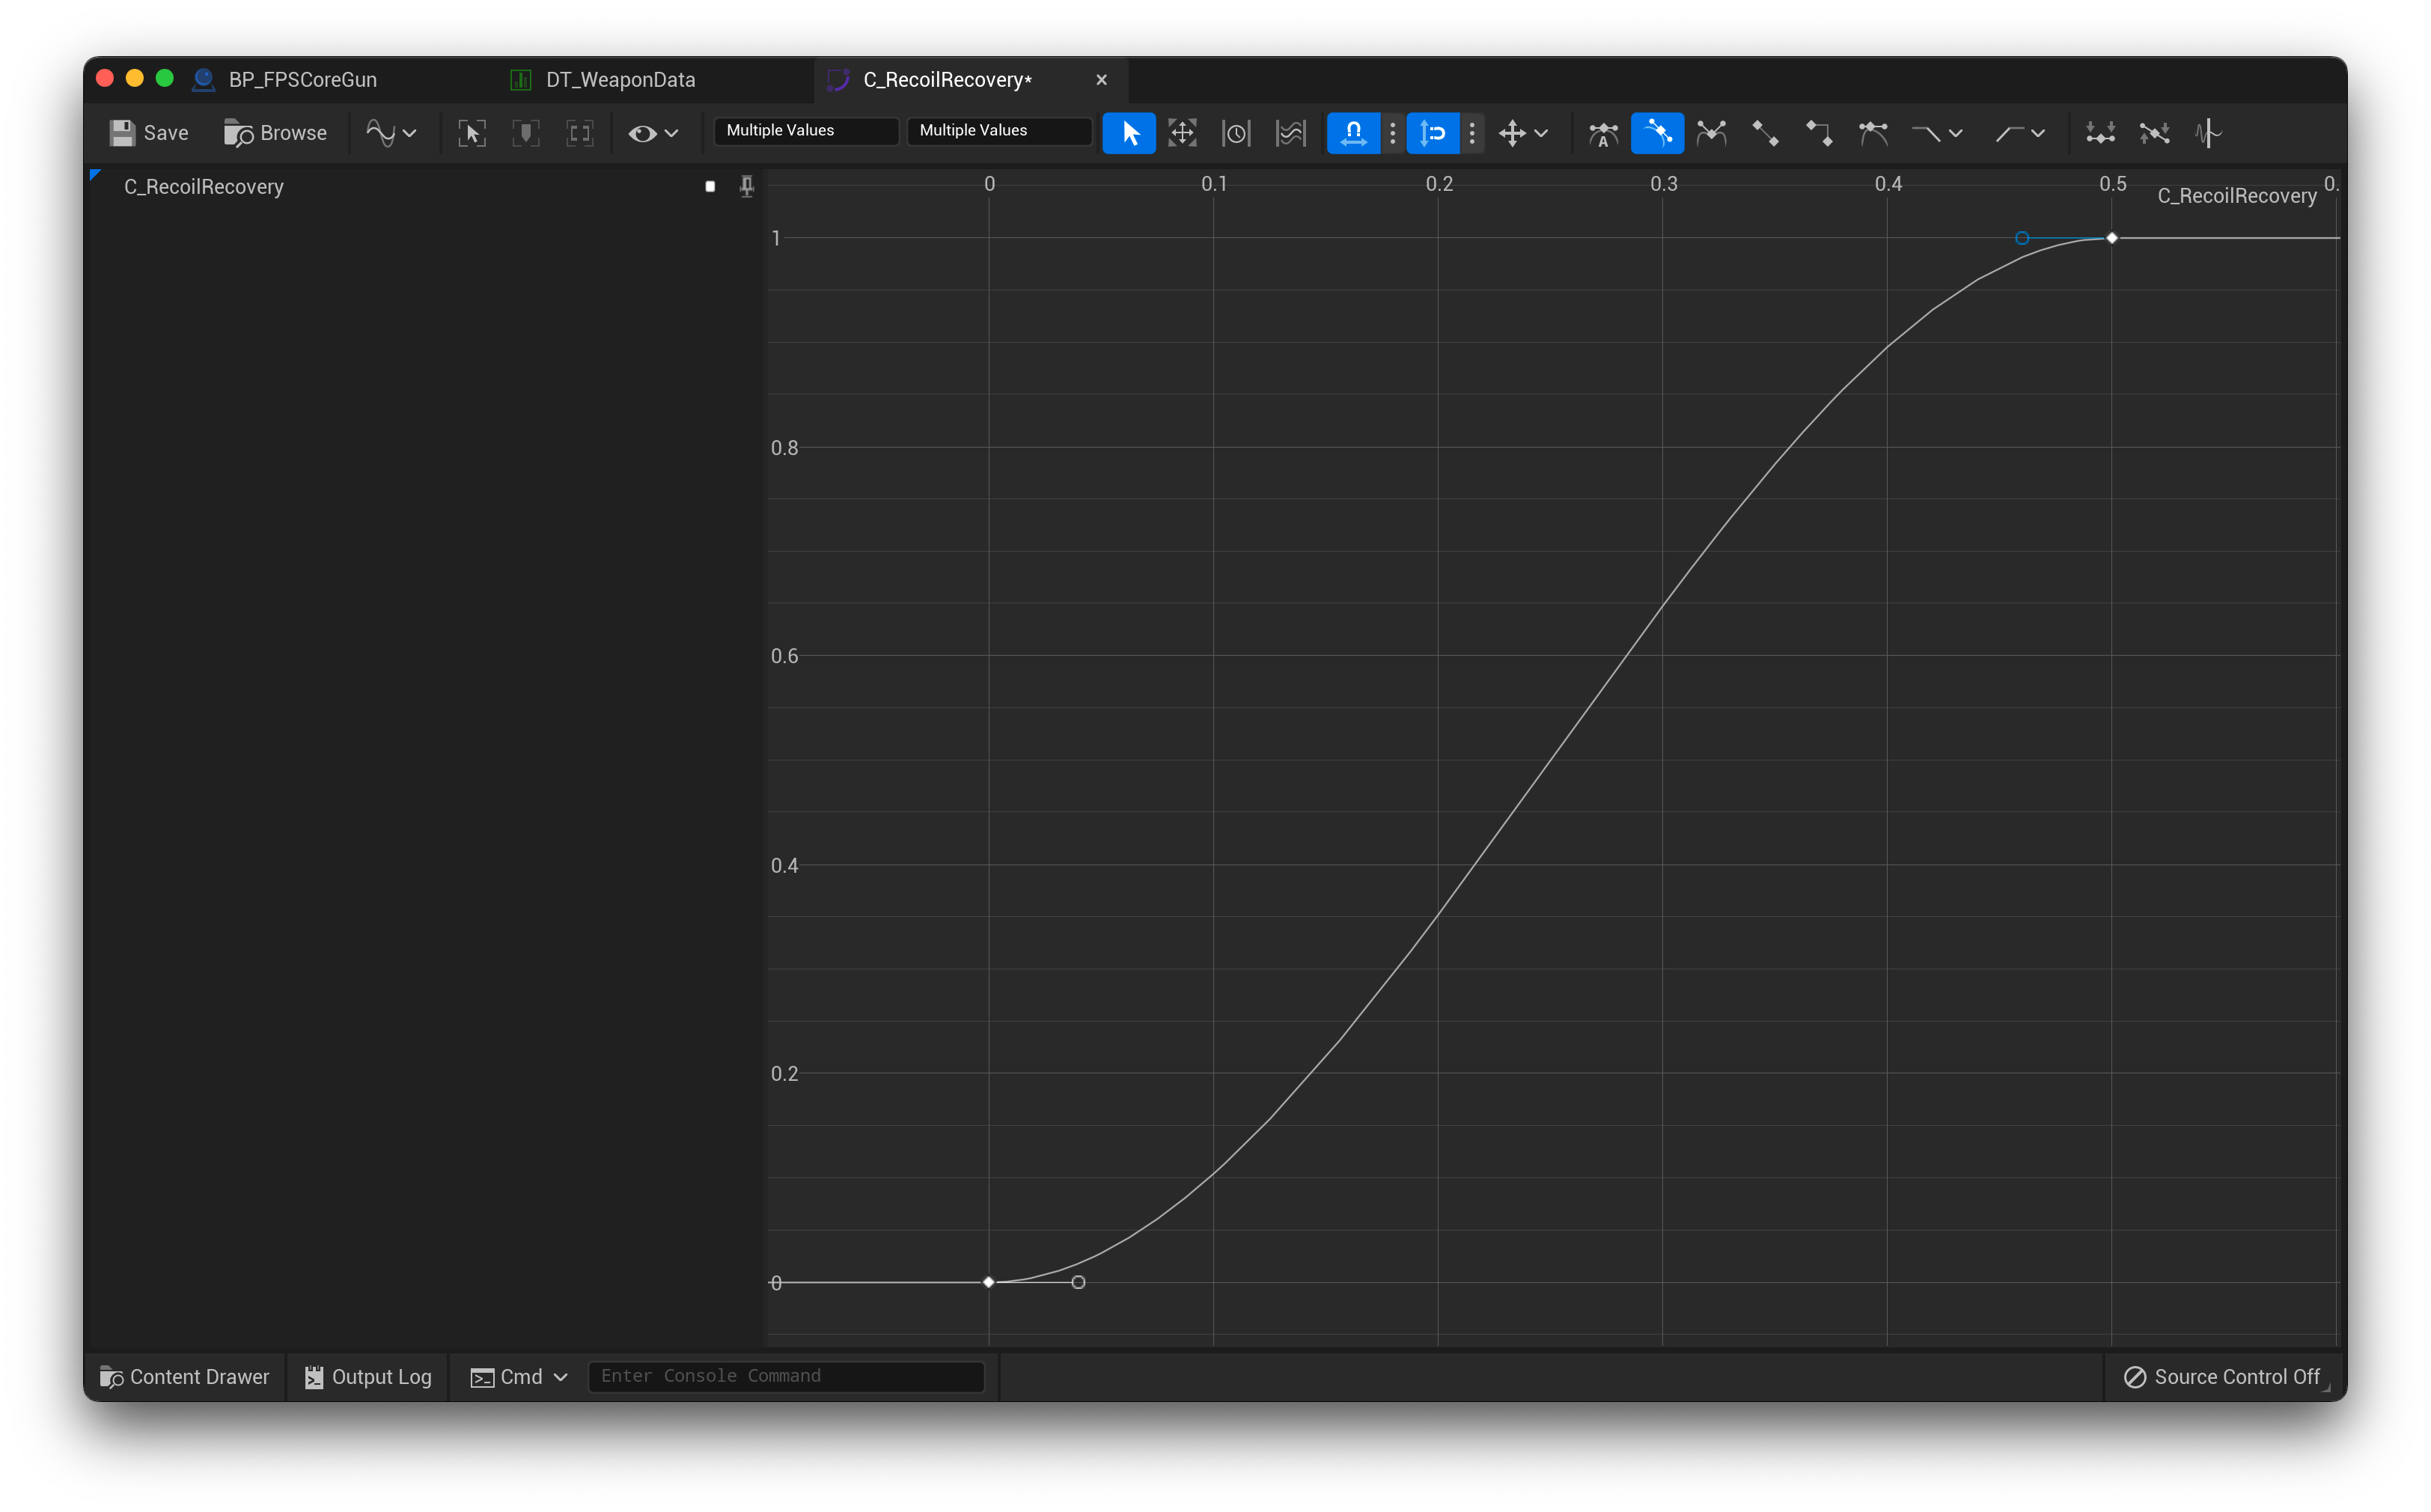 BP_FPSCoreGun
DT_WeaponData
C_RecoilRecovery*
Save
Browse
Multiple Values
Multiple Values
A
C_RecoilRecovery
0
0.1
0.2
0.3
0.4
0.5
0.
C_RecoilRecovery
1
0.8
0.6
0.4
0.2
0
Content Drawer
Output Log
Cmd
Enter Console Command
Source Control Off